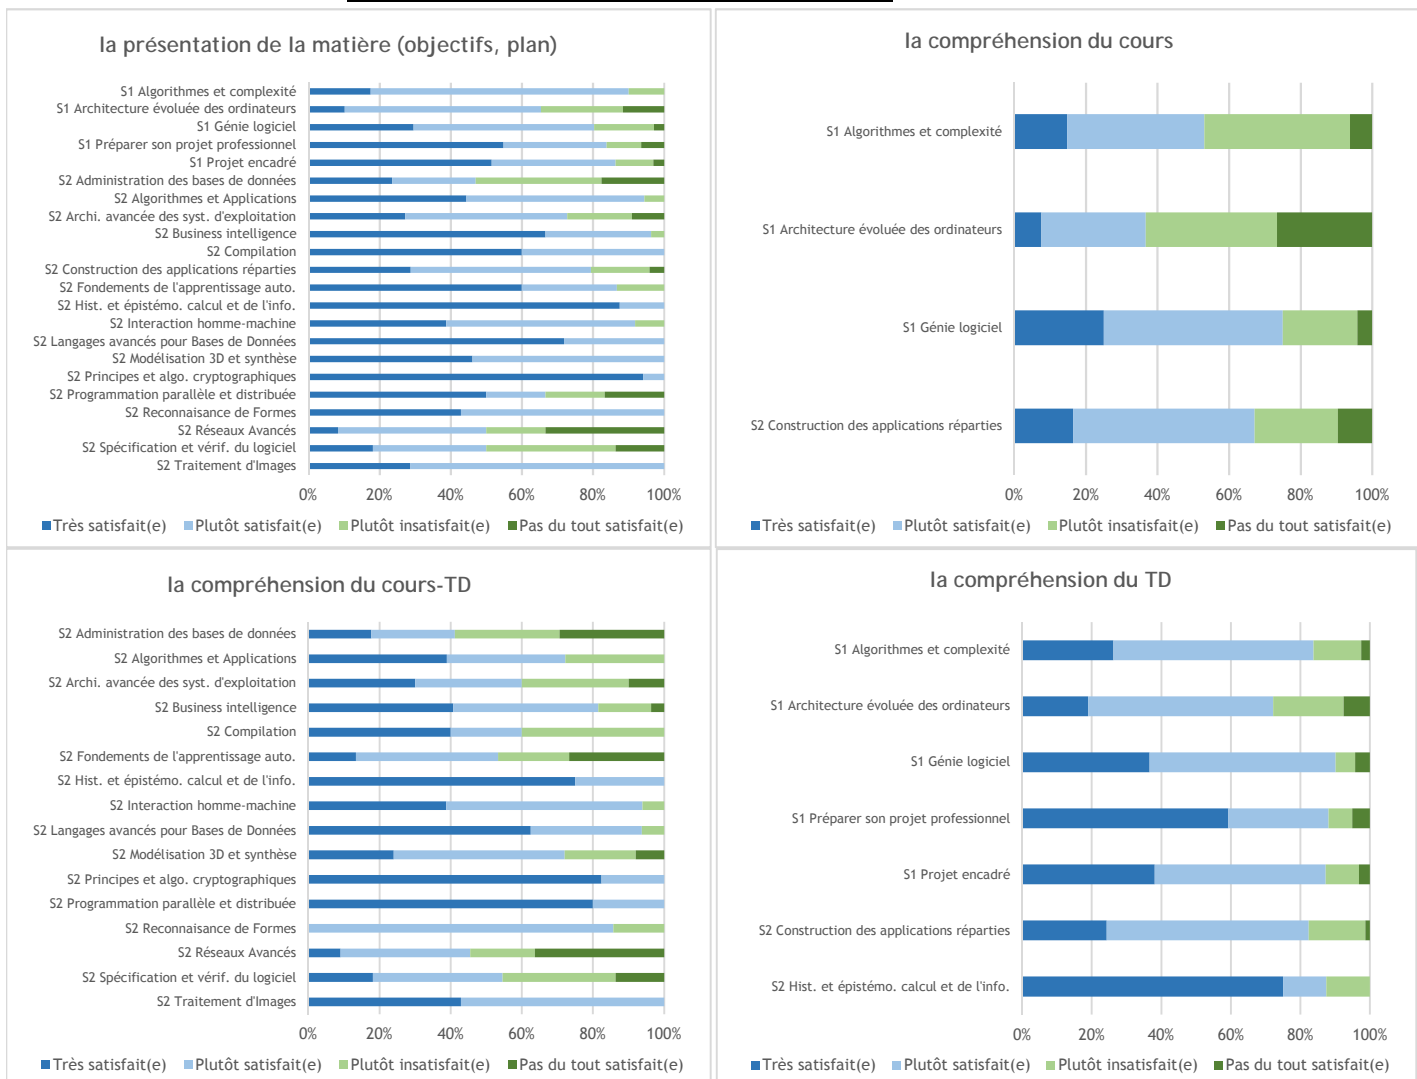 la présentation de la matière (objectifs, plan)
S1 Algorithmes et complexité
S1 Architecture évoluée des ordinateurs
S1 Génie logiciel
S1 Préparer son projet professionnel
S1 Projet encadré
S2 Administration des bases de données
S2 Algorithmes et Applications
S2 Archi. avancée des syst. d'exploitation
S2 Business intelligence
S2 Compilation
S2 Construction des applications réparties
S2 Fondements de l'apprentissage auto.
S2 Hist. et épistémo. calcul et de l'info.
S2 Interaction homme-machine
S2 Langages avancés pour Bases de Données
S2 Modélisation 3D et synthèse
S2 Principes et algo. cryptographiques
S2 Programmation parallèle et distribuée
S2 Reconnaisance de Formes
S2 Réseaux Avancés
S2 Spécification et vérif. du logiciel
S2 Traitement d'Images
0% 20% 40% 60% 80% 100%
Très satisfait(e) Plutôt satisfait(e) Plutôt insatisfait(e) Pas du tout satisfait(e)
la compréhension du cours
S1 Algorithmes et complexité
S1 Architecture évoluée des ordinateurs
S1 Génie logiciel
S2 Construction des applications réparties
0% 20% 40% 60% 80% 100%
Très satisfait(e) Plutôt satisfait(e) Plutôt insatisfait(e) Pas du tout satisfait(e)
la compréhension du cours-TD
S2 Administration des bases de données
S2 Algorithmes et Applications
S2 Archi. avancée des syst. d'exploitation
S2 Business intelligence
S2 Compilation
S2 Fondements de l'apprentissage auto.
S2 Hist. et épistémo. calcul et de l'info.
S2 Interaction homme-machine
S2 Langages avancés pour Bases de Données
S2 Modélisation 3D et synthèse
S2 Principes et algo. cryptographiques
S2 Programmation parallèle et distribuée
S2 Reconnaisance de Formes
S2 Réseaux Avancés
S2 Spécification et vérif. du logiciel
S2 Traitement d'Images
0% 20% 40% 60% 80% 100%
Très satisfait(e) Plutôt satisfait(e) Plutôt insatisfait(e) Pas du tout satisfait(e)
la compréhension du TD
S1 Algorithmes et complexité
S1 Architecture évoluée des ordinateurs
S1 Génie logiciel
S1 Préparer son projet professionnel
S1 Projet encadré
S2 Construction des applications réparties
S2 Hist. et épistémo. calcul et de l'info.
0% 20% 40% 60% 80% 100%
Très satisfait(e) Plutôt satisfait(e) Plutôt insatisfait(e) Pas du tout satisfait(e)